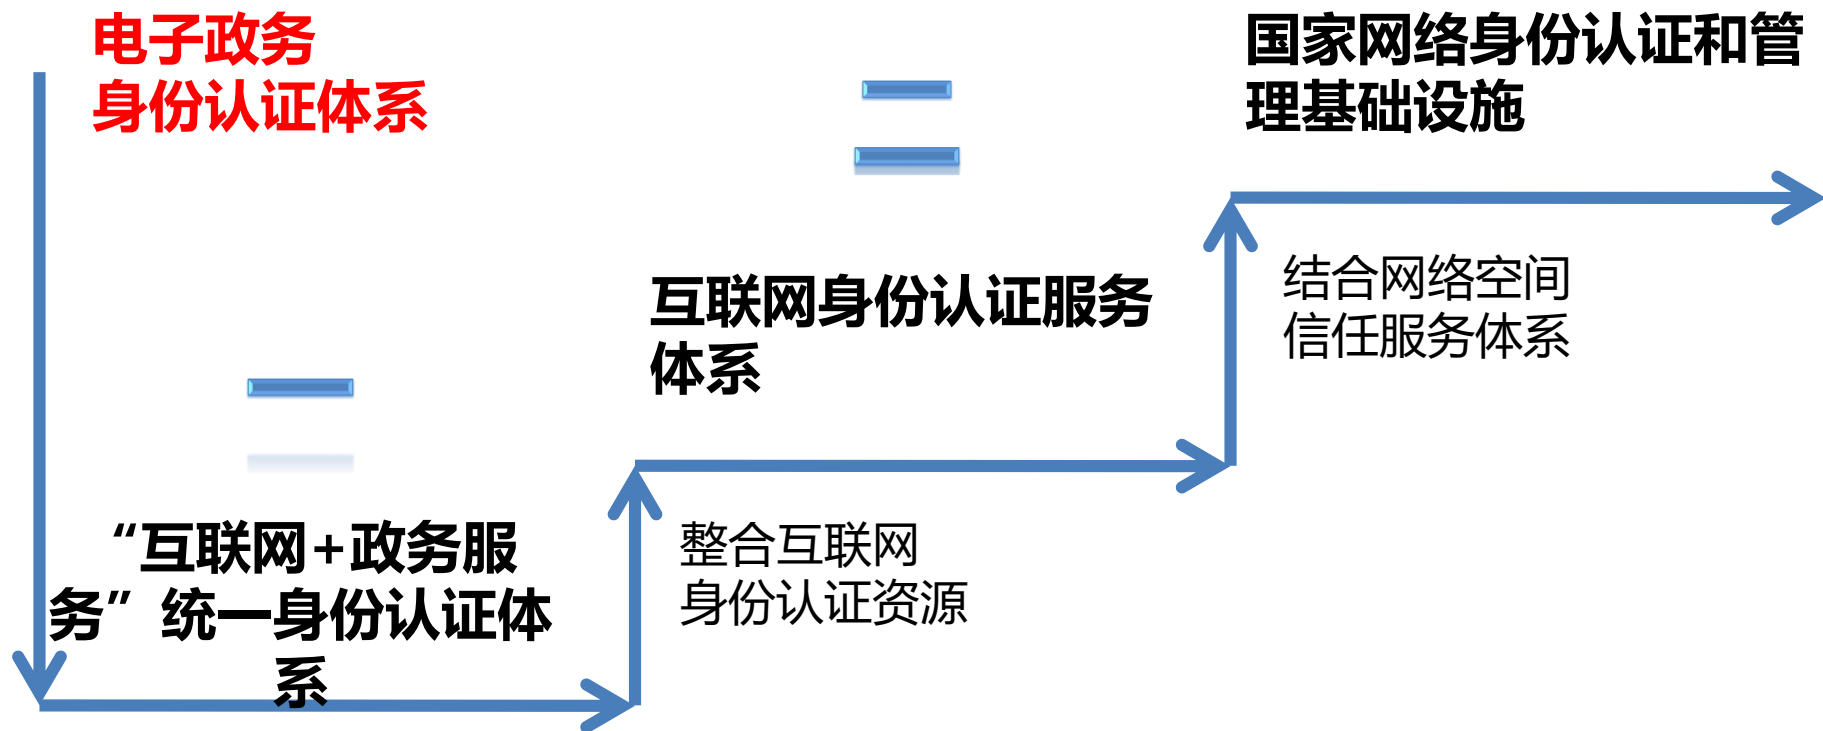 电子政务
身份认证体系
国家网络身份认证和管
理基础设施
二
结合网络空间
信任服务体系
互联网身份认证服务
体系
一
“互联网+政务服
务”统一身份认证体
系
整合互联网
身份认证资源